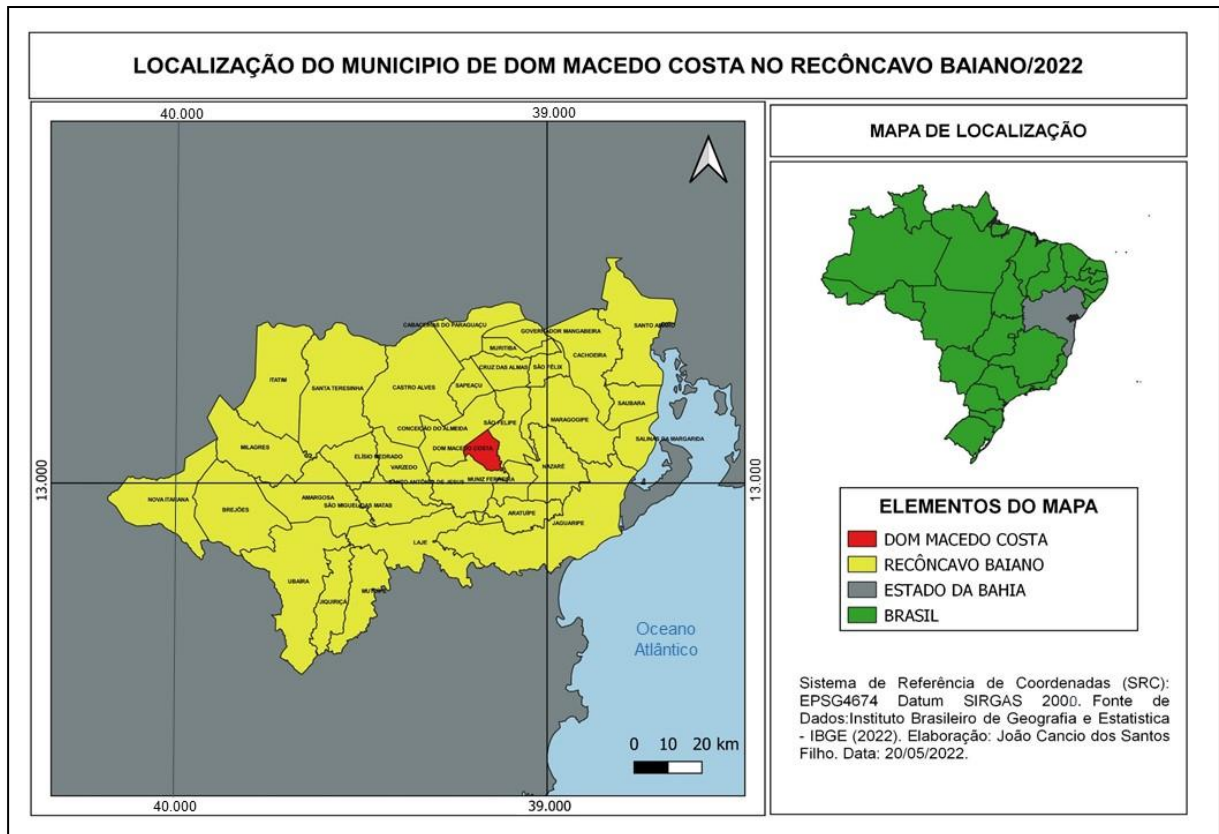 LOCALIZAÇÃO DO MUNICIPIO DE DOM MACEDO COSTA NO RECÔNCAVO BAIANO/2022
40.000
39.000
CABACEIRAS DO PARAGUAÇU
GOVERNADOR MANGABEIRA
SANTO AMARO
MURITIBA
CACHOEIRA
CRUZ DAS ALMAS
SÃO FÉLIX
ITATIM
SANTA TERESINHA
CASTRO ALVES
SAPEAÇU
SAUBARA
MARAGOGIPE
SÃO FELIPE
CONCEIÇÃO DO ALMEIDA
SALINAS DA MARGARIDA
MILAGRES
DOM MACEDO COSTA
ELÍSIO MEDRADO
VARZEDO
NAZARÉ
SANTO ANTÔNIO DE JESUS
MUNIZ FERREIRA
13.000
13.000
NOVA ITARANA
AMARGOSA
SÃO MIGUEL DAS MATAS
BREJÕES
ARATUÍPE
JAGUARIPE
LAJE
UBAÍRA
MUTUÍPE
JIQUIRIÇÁ
Oceano
Atlântico
0 10 20 km
40.000
39.000
MAPA DE LOCALIZAÇÃO
ELEMENTOS DO MAPA
DOM MACEDO COSTA
RECÔNCAVO BAIANO
ESTADO DA BAHIA
BRASIL
Sistema de Referência de Coordenadas (SRC):
EPSG4674 Datum SIRGAS 2000. Fonte de
Dados:Instituto Brasileiro de Geografia e Estatistica
- IBGE (2022). Elaboração: João Cancio dos Santos
Filho. Data: 20/05/2022.